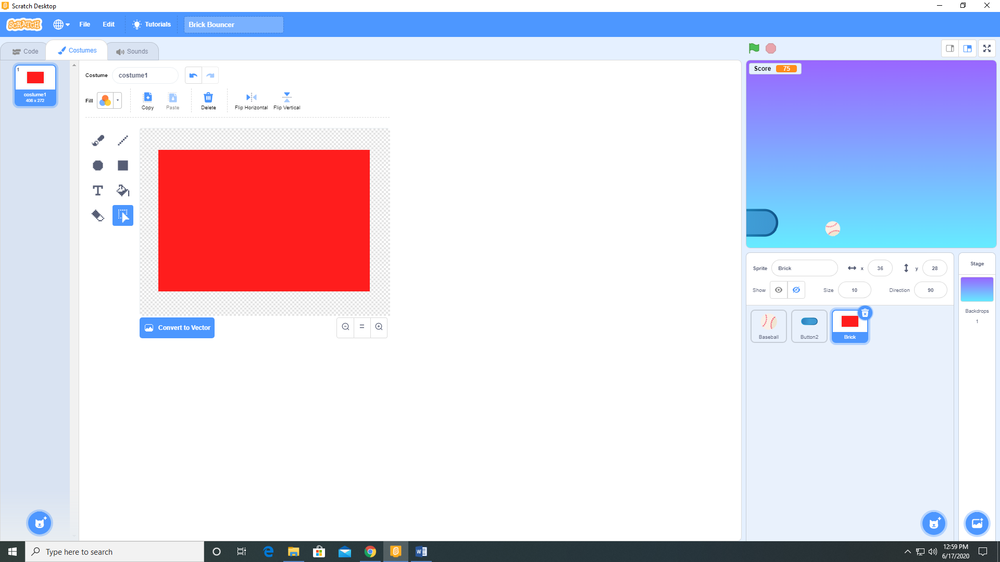 Scratch Desktop
SCRATCH File Edit Tutorials Brick Bouncer
Code Costumes Sounds
1
costume1
406 x 272
Costume costume1
Fill Copy Paste Delete Flip Horizontal Flip Vertical
T
Convert to Vector
Score 75
Sprite Brick x 36 y 28
Show Size 10 Direction 90
Baseball Button2 Brick
Stage
Backdrops
1
Type here to search
12:59 PM
6/17/2020